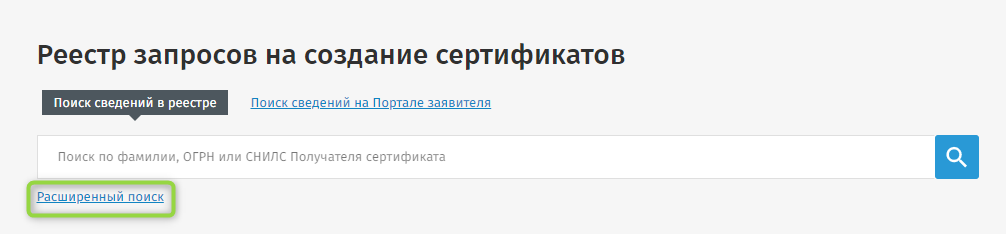 Реестр запросов на создание сертификатов
Поиск сведений в реестре
Поиск сведений на Портале заявителя
Поиск по фамилии, ОГРН или СНИЛС Получателя сертификата
Расширенный поиск